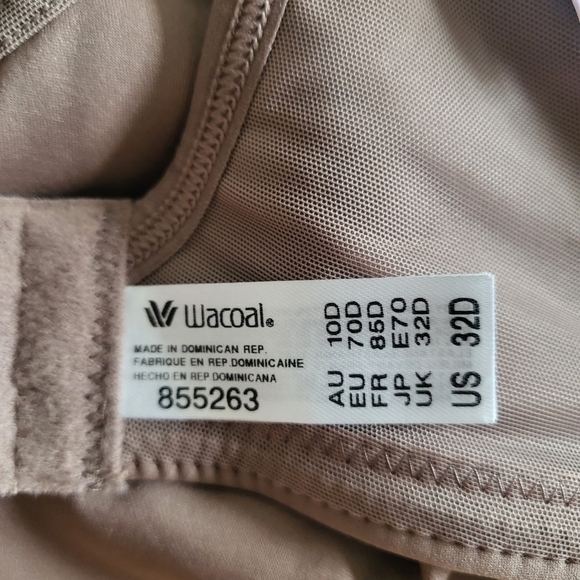 Wacoal®
MADE IN DOMINICAN REP.
FABRIQUE EN REP.DOMINICAINE
HECHO EN REP.DOMINICANA
855263
AU 10D
EU 70D
FR 85D
JP E70
UK 32D
US 32D